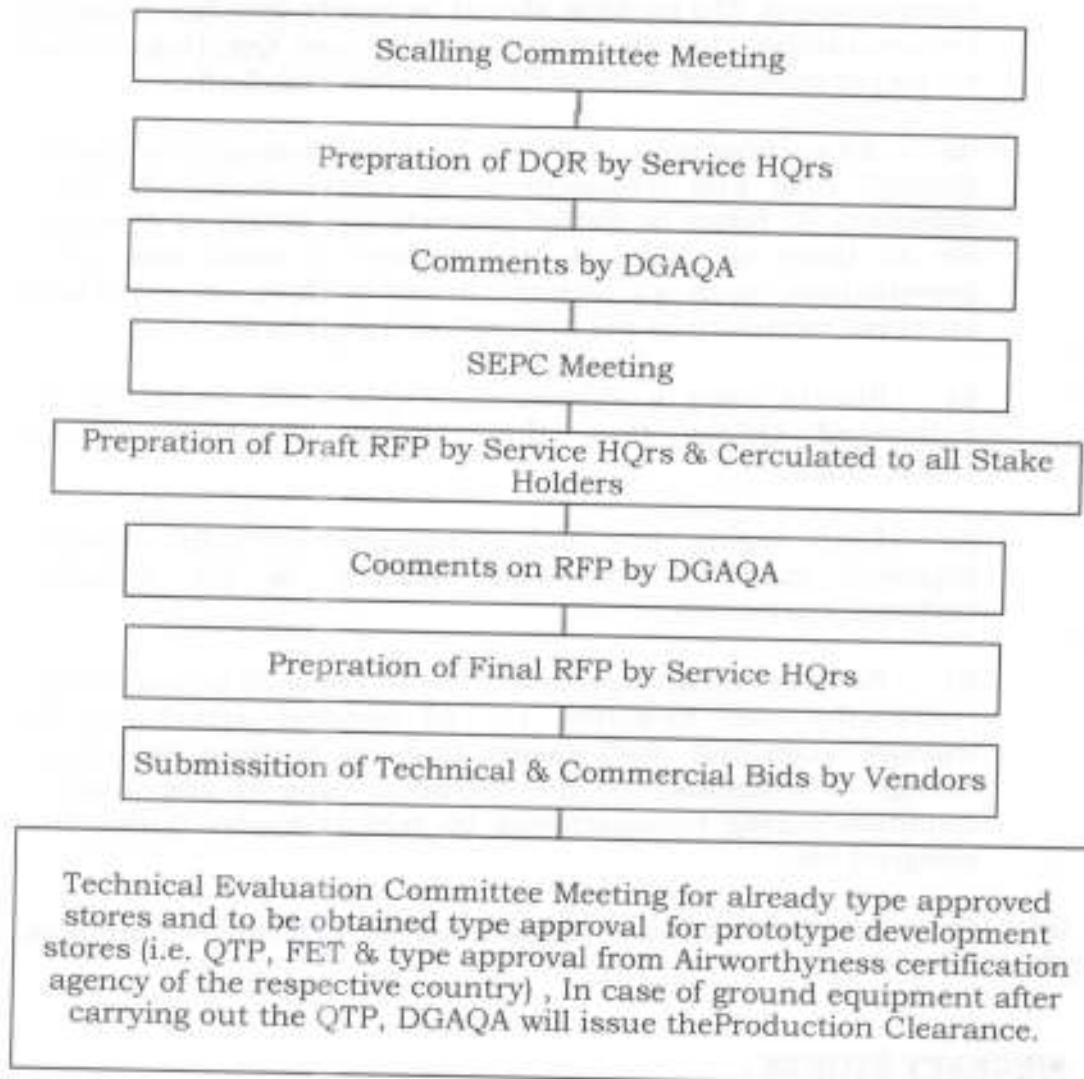 Scalling Committee Meeting
Prepration of DQR by Service HQrs
Comments by DGAQA
SEPC Meeting
Prepration of Draft RFP by Service HQrs & Cerculated to all Stake
Holders
Cooments on RFP by DGAQA
Prepration of Final RFP by Service HQrs
Submissition of Technical & Commercial Bids by Vendors
Technical Evaluation Committee Meeting for already type approved
stores and to be obtained type approval for prototype development
stores (i.e. QTP, FET & type approval from Airworthyness certification
agency of the respective country) , In case of ground equipment after
carrying out the QTP, DGAQA will issue theProduction Clearance.